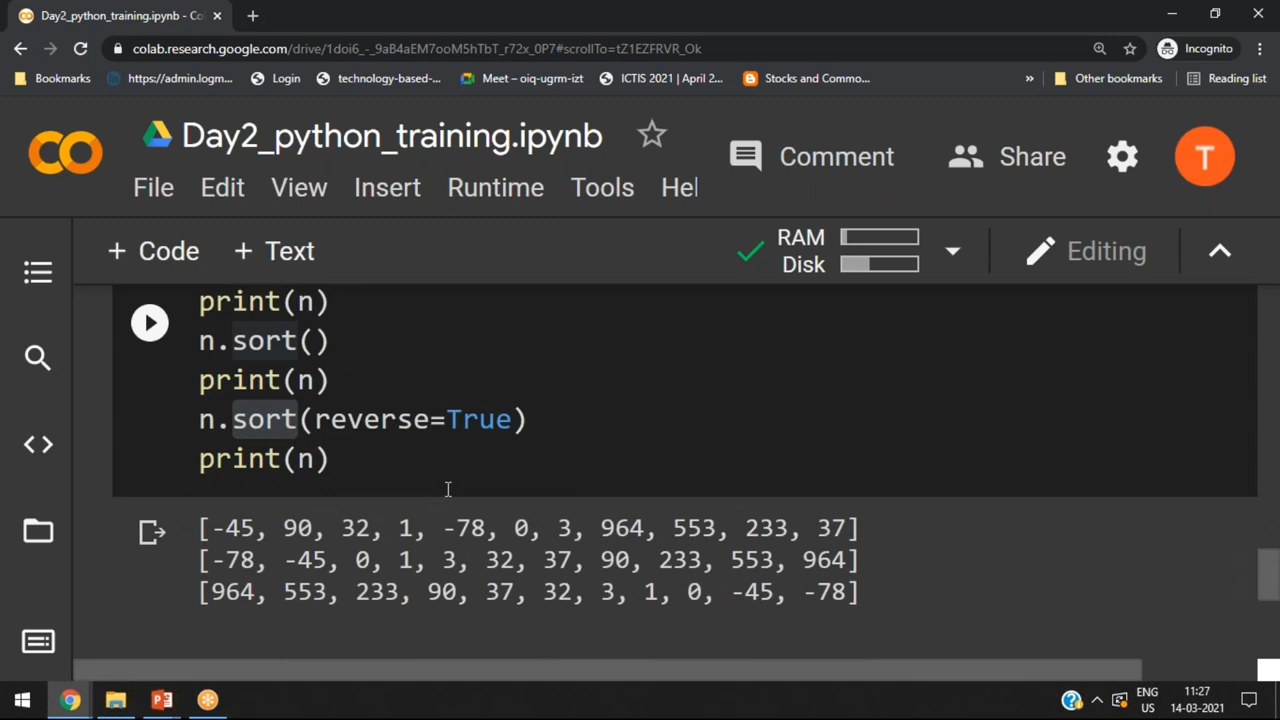 Day2_python_training.ipynb - Co
colab.research.google.com/drive/1doi6_-_9aB4aEM7ooM5hTbT_r72x_0P7#scrollTo=tZ1EZFRVR_Ok
Incognito
Bookmarks https://admin.logm... Login technology-based-... Meet – oiq-ugrm-izt ICTIS 2021 | April 2... Stocks and Commo... » Other bookmarks Reading list
Day2_python_training.ipynb
Comment Share T
File Edit View Insert Runtime Tools Hel
+ Code + Text
RAM
Disk
Editing
print(n)
n.sort()
print(n)
n.sort(reverse=True)
print(n)
[-45, 90, 32, 1, -78, 0, 3, 964, 553, 233, 37]
[-78, -45, 0, 1, 3, 32, 37, 90, 233, 553, 964]
[964, 553, 233, 90, 37, 32, 3, 1, 0, -45, -78]
ENG
US
11:27
14-03-2021